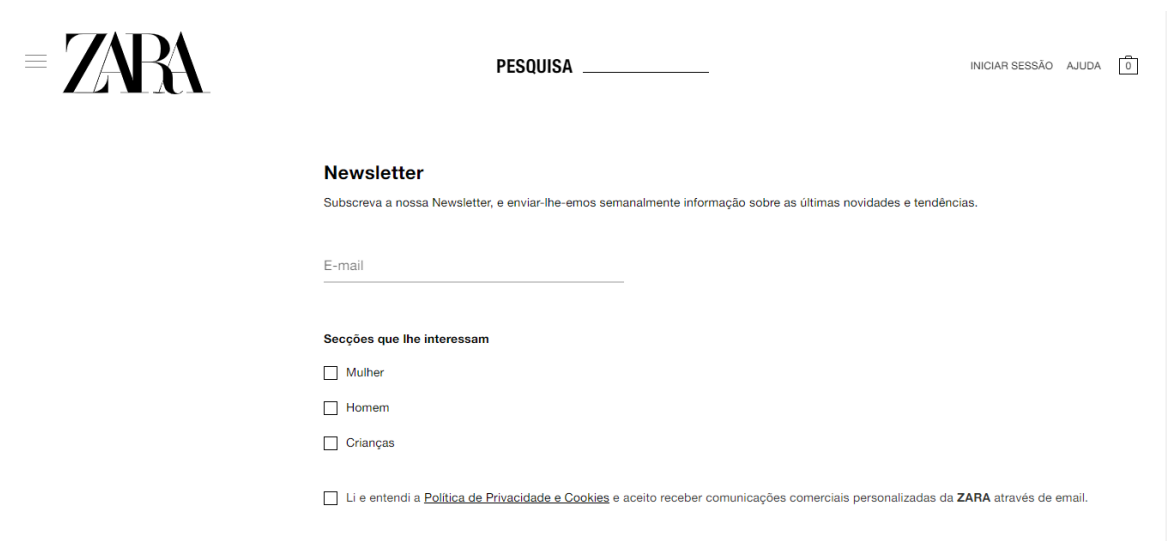 ZARA
PESQUISA
INICIAR SESSÃO AJUDA 0
Newsletter
Subscreva a nossa Newsletter, e enviar-lhe-emos semanalmente informação sobre as últimas novidades e tendências.
E-mail
Secções que lhe interessam
Mulher
Homem
Crianças
Li e entendi a Política de Privacidade e Cookies e aceito receber comunicações comerciais personalizadas da ZARA através de email.